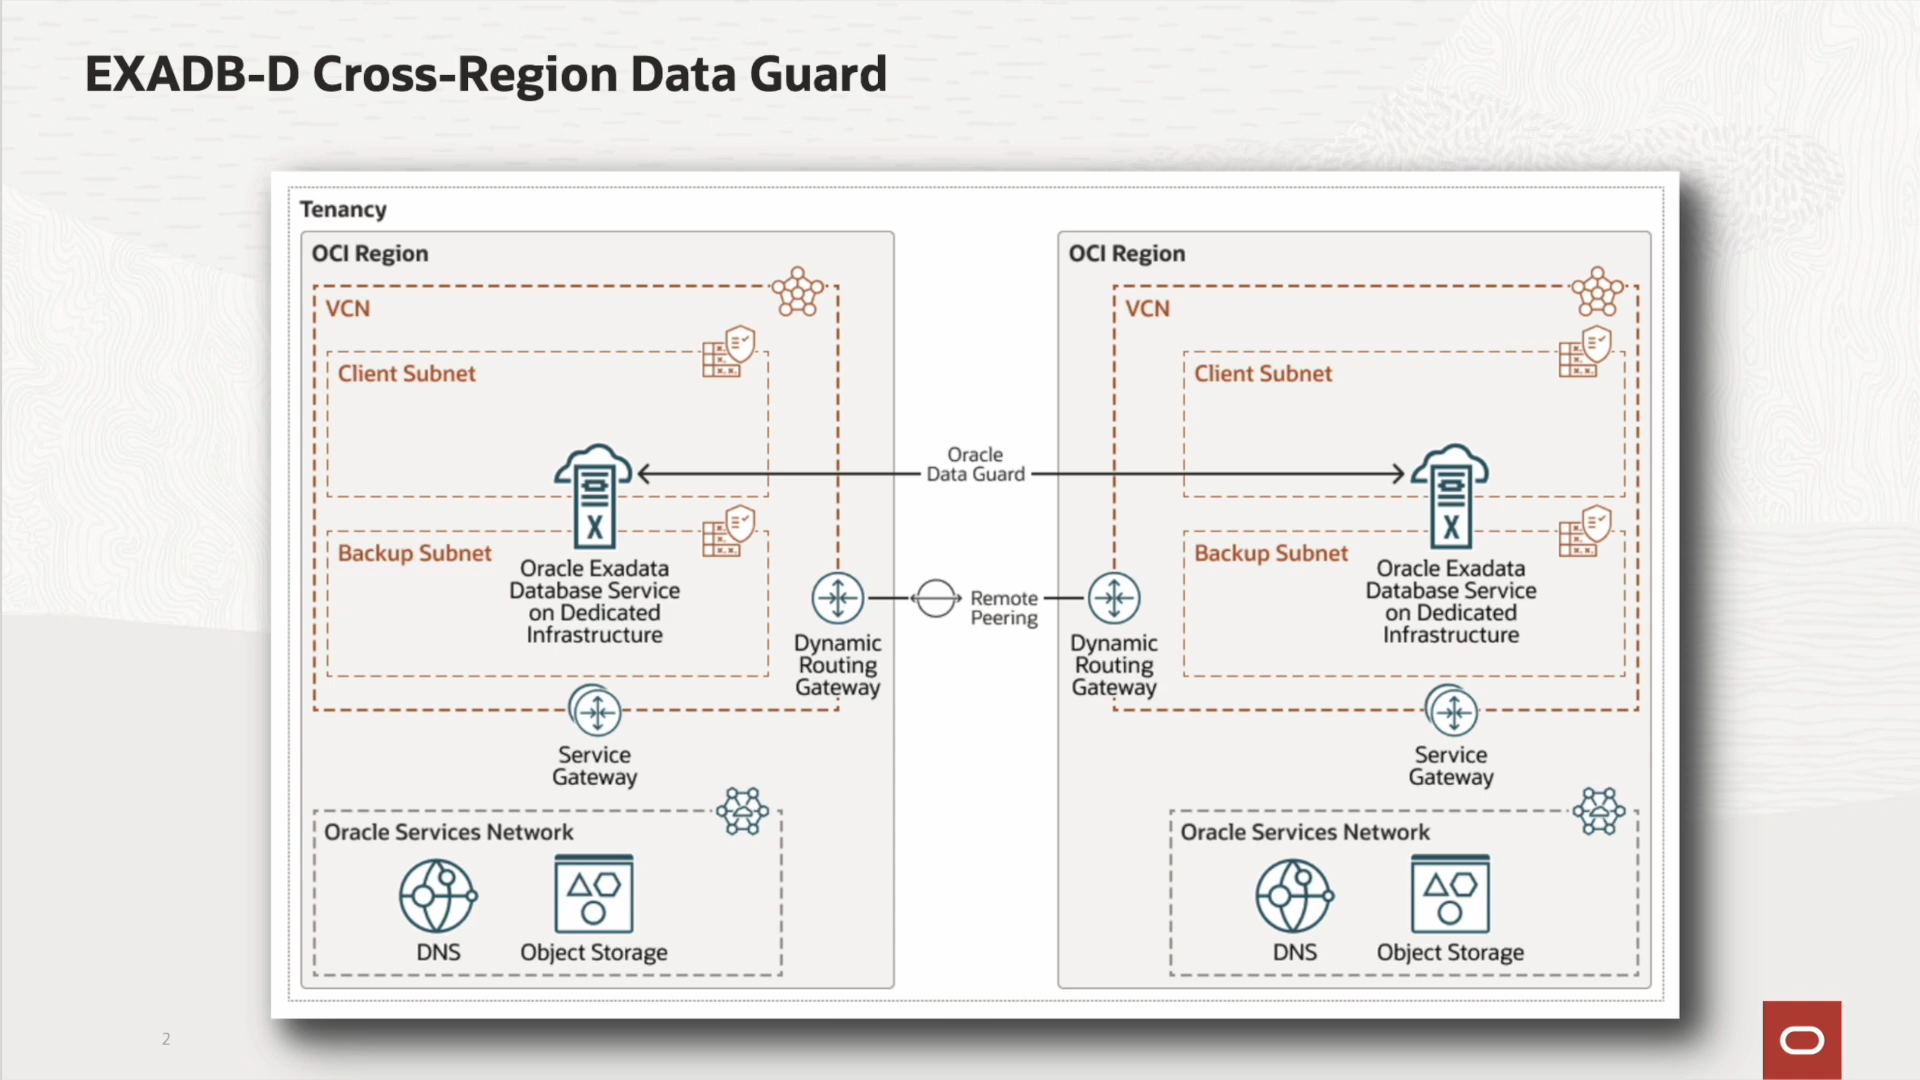 EXADB-D Cross-Region Data Guard
Tenancy
OCI Region
VCN
Client Subnet
Backup Subnet
Oracle Exadata
Database Service
on Dedicated
Infrastructure
Dynamic
Routing
Gateway
Service
Gateway
Oracle Services Network
DNS
Object Storage
Oracle
Data Guard
Remote
Peering
OCI Region
VCN
Client Subnet
Backup Subnet
Oracle Exadata
Database Service
on Dedicated
Infrastructure
Dynamic
Routing
Gateway
Service
Gateway
Oracle Services Network
DNS
Object Storage
2